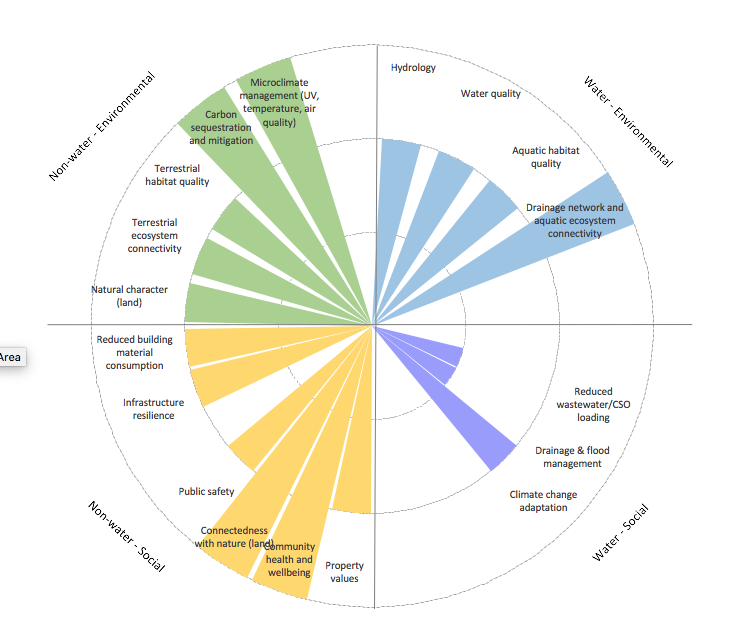 Hydrology
Water quality
Water - Environmental
Aquatic habitat
quality
Drainage network and
aquatic ecosystem
connectivity
Non-water - Environmental
Microclimate
management (UV,
temperature, air
quality)
Carbon
sequestration
and mitigation
Terrestrial
habitat quality
Terrestrial
ecosystem
connectivity
Natural character
(land)
Area
Reduced building
material
consumption
Infrastructure
resilience
Public safety
Connectedness
with nature (land)
Community
health and
wellbeing
Property
values
Non-water - Social
Reduced
wastewater/CSO
loading
Drainage & flood
management
Climate change
adaptation
Water - Social